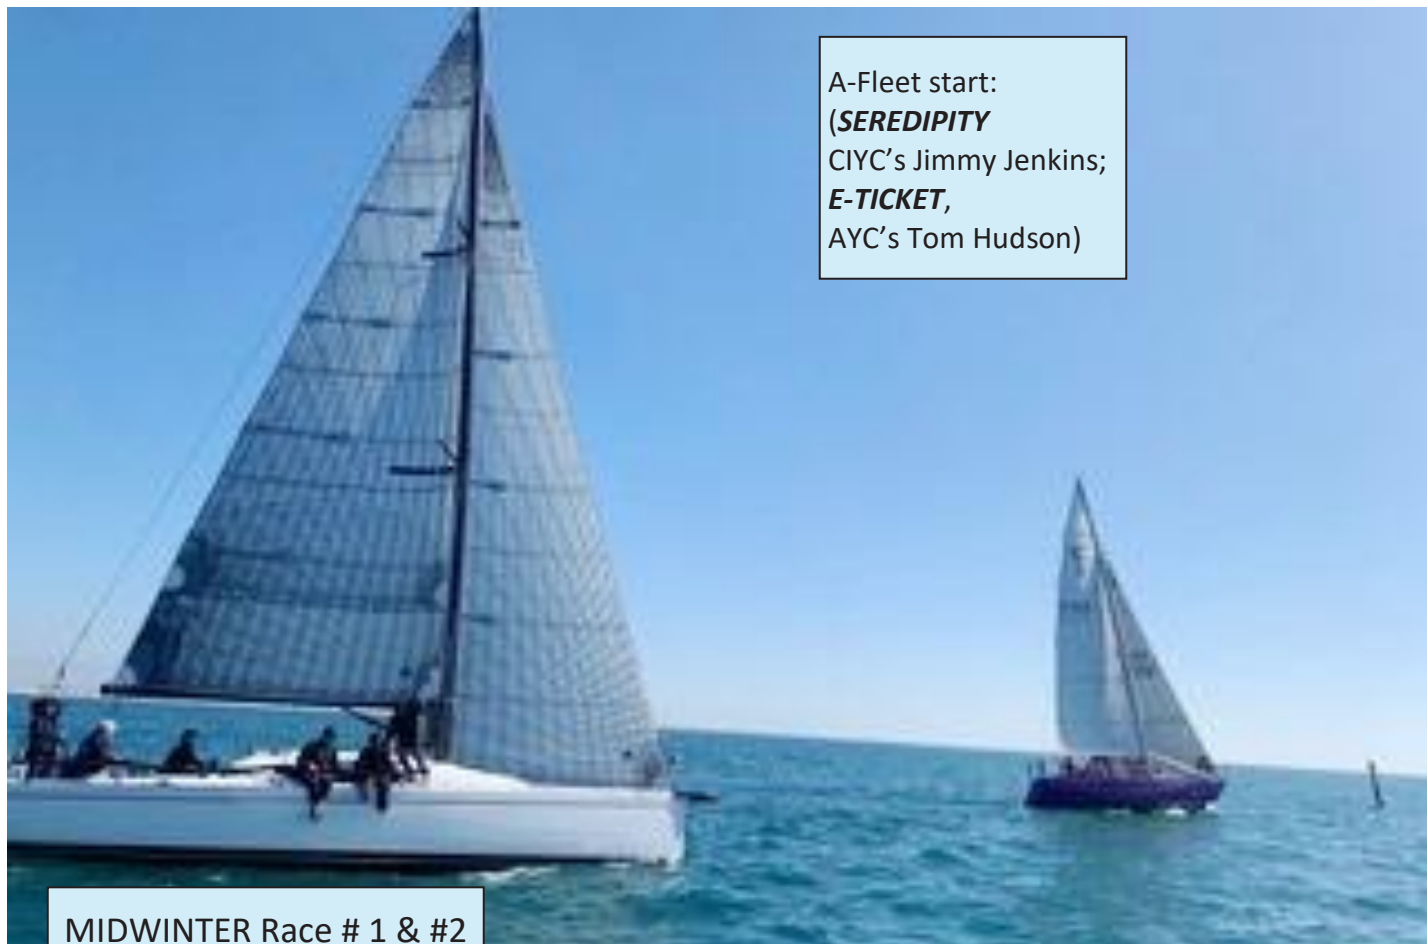 A-Fleet start:
(SEREDIPITY
CIYC's Jimmy Jenkins;
E-TICKET,
AYC's Tom Hudson)
MIDWINTER Race # 1 & #2